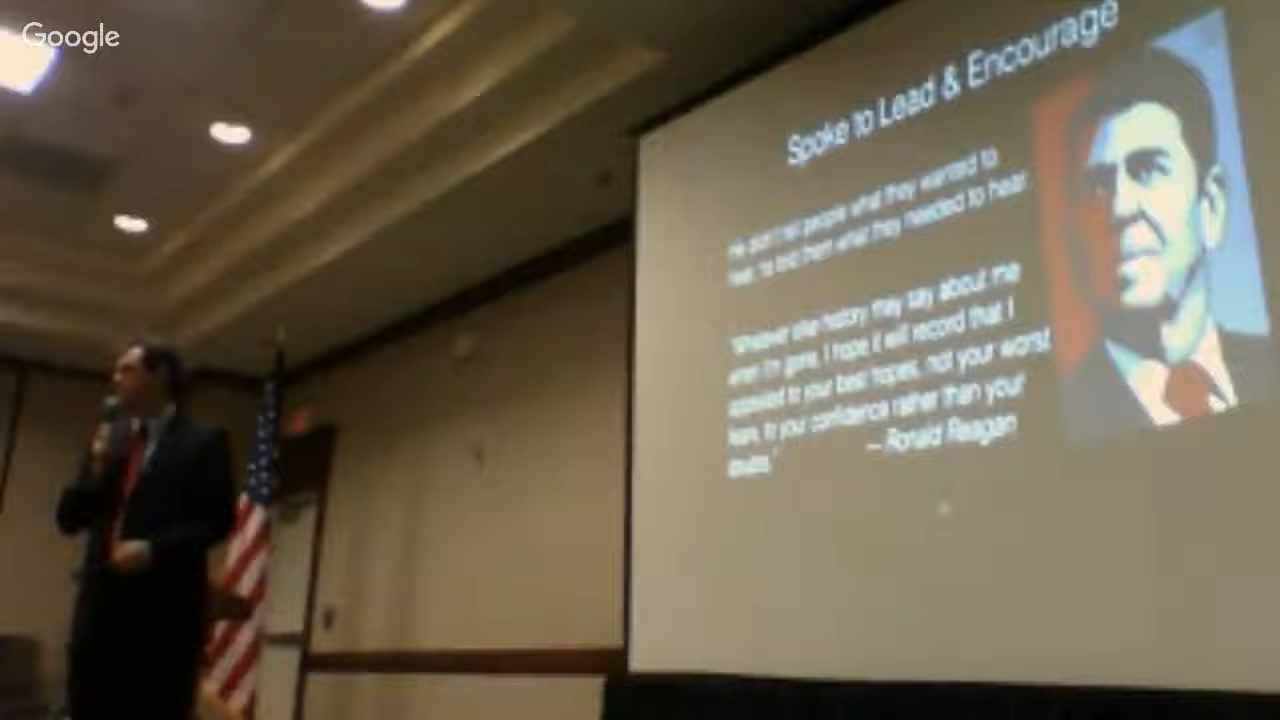 Google
Spoke to Lead & Encourage
He didn't tell people what they wanted to
hear, he told them what they needed to hear
"Whatever else history may say about me
when I'm gone, I hope it will record that I
appealed to your best hopes, not your worst
fears, to your confidence rather than your
doubts."
– Ronald Reagan